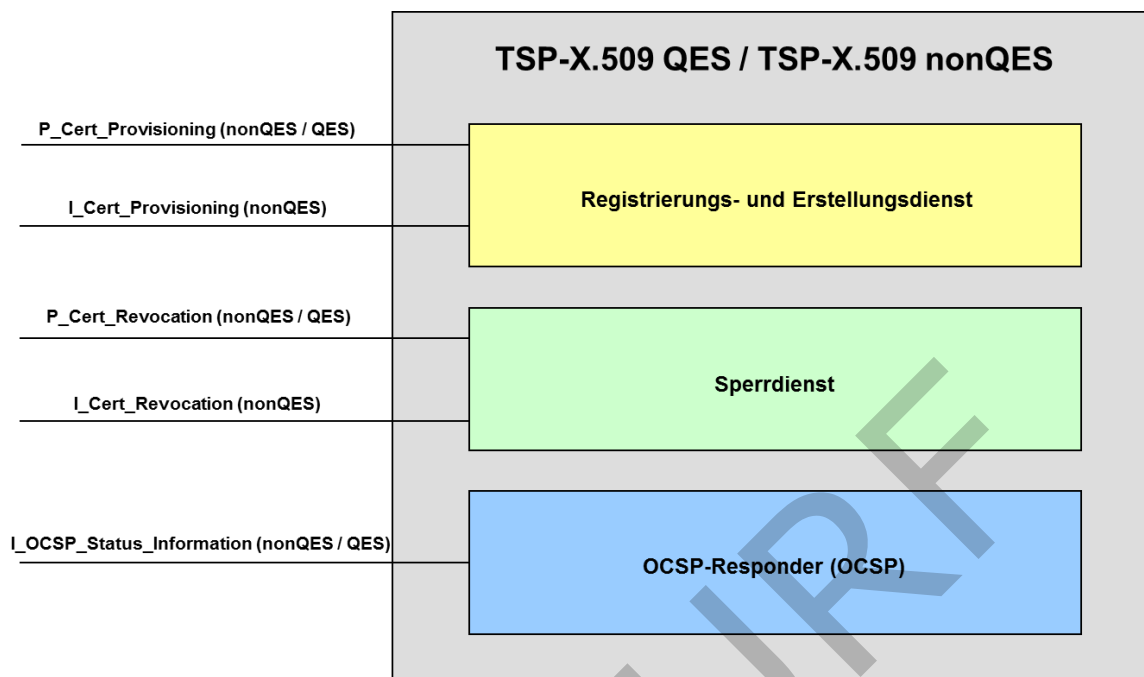 TSP-X.509 QES / TSP-X.509 nonQES
P_Cert_Provisioning (nonQES / QES)
I_Cert_Provisioning (nonQES)
Registrierungs- und Erstellungsdienst
P_Cert_Revocation (nonQES / QES)
I_Cert_Revocation (nonQES)
Sperrdienst
I_OCSP_Status_Information (nonQES / QES)
OCSP-Responder (OCSP)